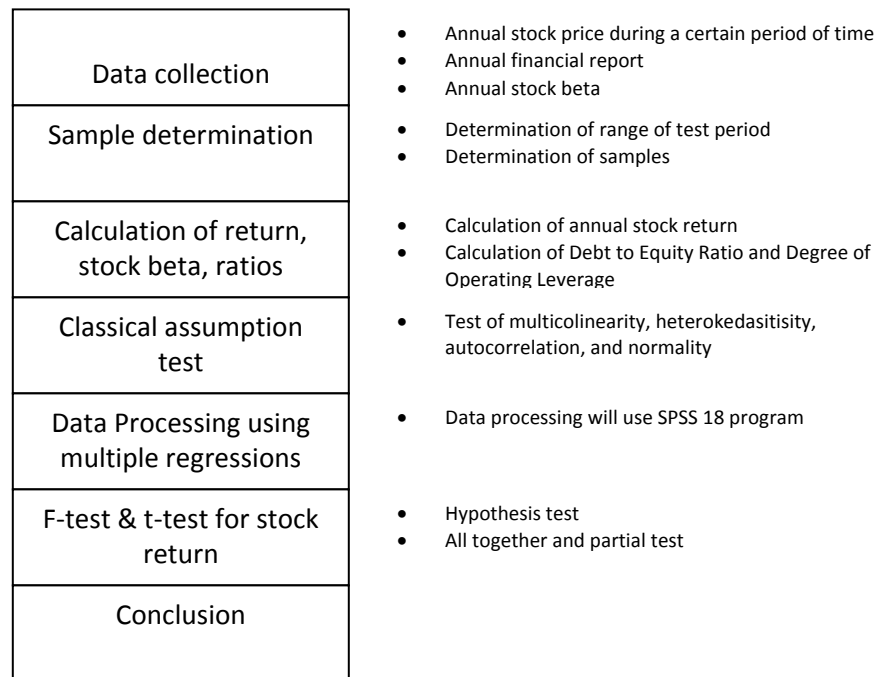 Data collection
• Annual stock price during a certain period of time
• Annual financial report
• Annual stock beta
Sample determination
• Determination of range of test period
• Determination of samples
Calculation of return,
stock beta, ratios
• Calculation of annual stock return
• Calculation of Debt to Equity Ratio and Degree of
Operating Leverage
Classical assumption
test
• Test of multicolinearity, heterokedasitisity,
autocorrelation, and normality
Data Processing using
multiple regressions
• Data processing will use SPSS 18 program
F-test & t-test for stock
return
• Hypothesis test
• All together and partial test
Conclusion